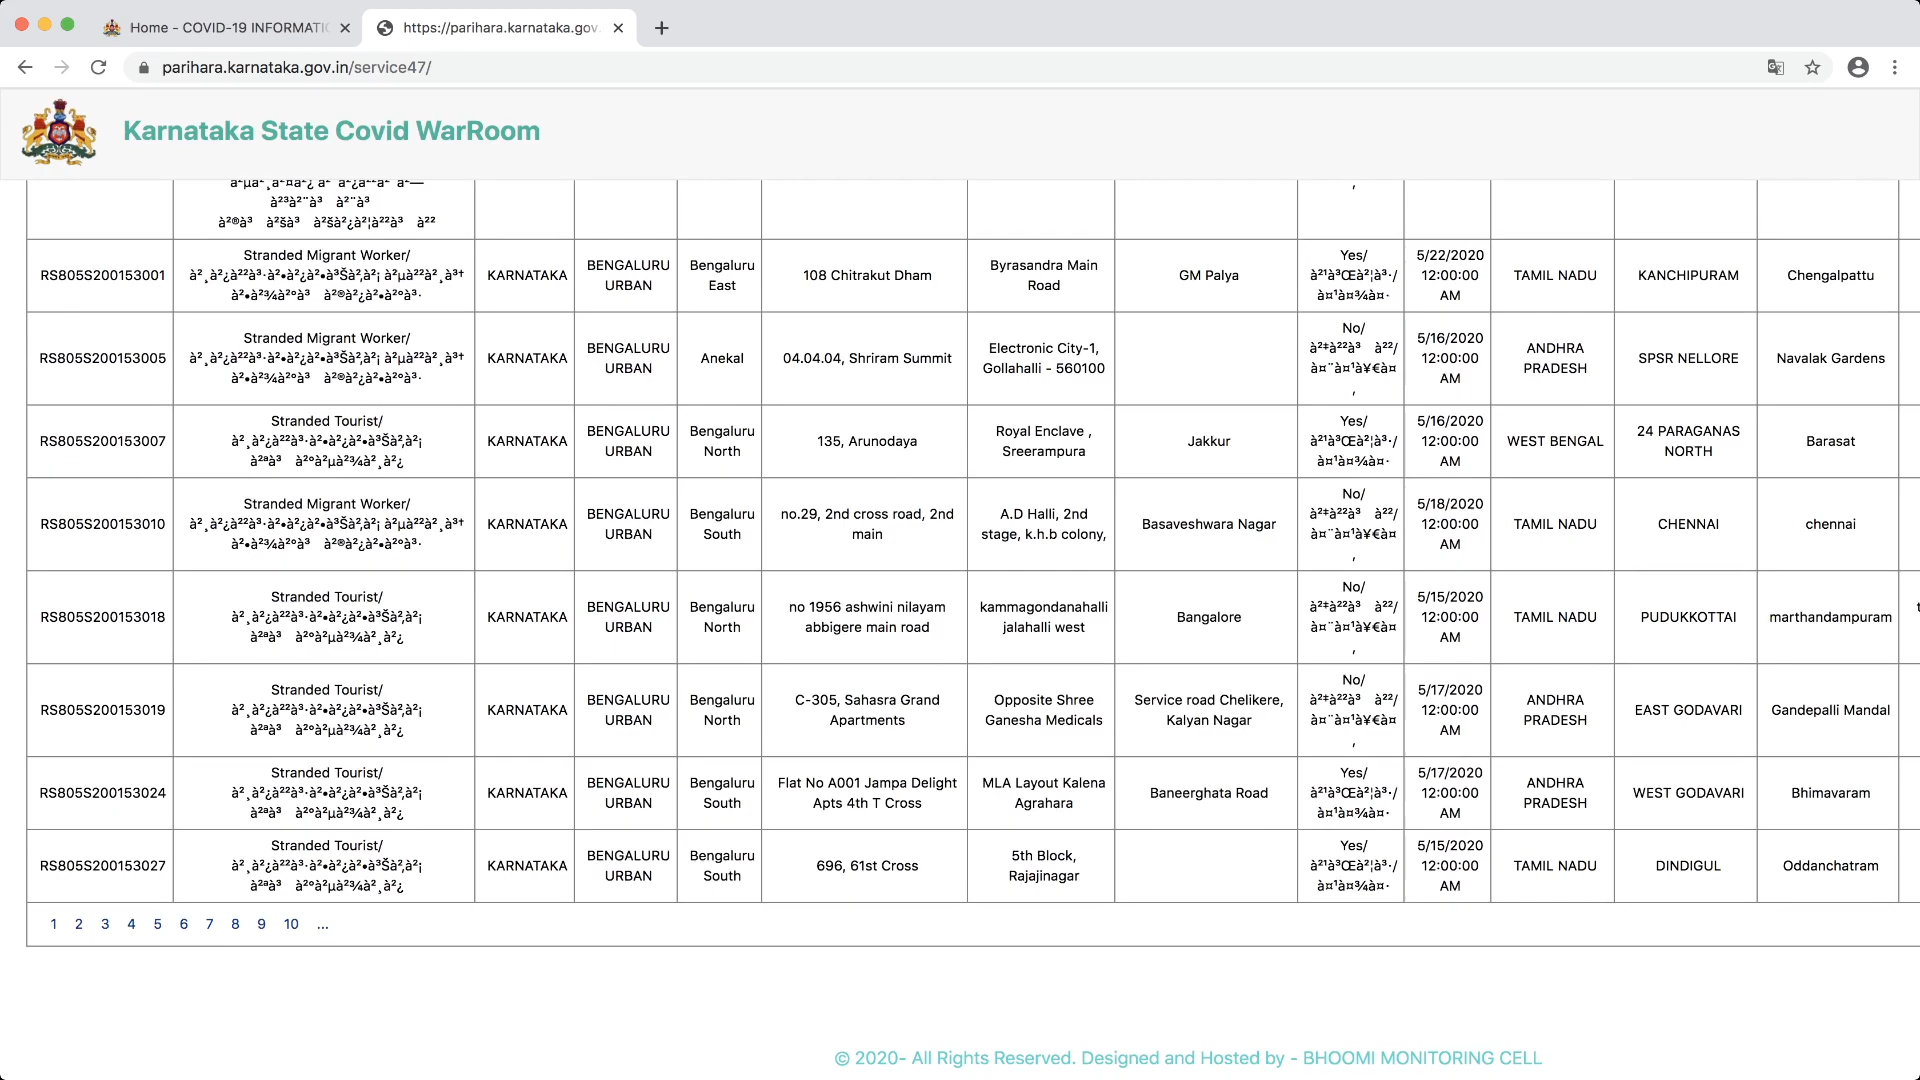 Home - COVID-19 INFORMATIO
https://parihara.karnataka.gov.
parihara.karnataka.gov.in/service47/
Karnataka State Covid WarRoom
RS805S200153001 Stranded Migrant Worker/ KARNATAKA BENGALURU URBAN Bengaluru East 108 Chitrakut Dham Byrasandra Main Road GM Palya Yes/ 5/22/2020 12:00:00 AM TAMIL NADU KANCHIPURAM Chengalpattu
RS805S200153005 Stranded Migrant Worker/ KARNATAKA BENGALURU URBAN Anekal 04.04.04, Shriram Summit Electronic City-1, Gollahalli - 560100 No/ 5/16/2020 12:00:00 AM ANDHRA PRADESH SPSR NELLORE Navalak Gardens
RS805S200153007 Stranded Tourist/ KARNATAKA BENGALURU URBAN Bengaluru North 135, Arunodaya Royal Enclave , Sreerampura Jakkur Yes/ 5/16/2020 12:00:00 AM WEST BENGAL 24 PARAGANAS NORTH Barasat
RS805S200153010 Stranded Migrant Worker/ KARNATAKA BENGALURU URBAN Bengaluru South no.29, 2nd cross road, 2nd main A.D Halli, 2nd stage, k.h.b colony, Basaveshwara Nagar No/ 5/18/2020 12:00:00 AM TAMIL NADU CHENNAI chennai
RS805S200153018 Stranded Tourist/ KARNATAKA BENGALURU URBAN Bengaluru North no 1956 ashwini nilayam abbigere main road kammagondanahalli jalahalli west Bangalore No/ 5/15/2020 12:00:00 AM TAMIL NADU PUDUKKOTTAI marthandampuram
RS805S200153019 Stranded Tourist/ KARNATAKA BENGALURU URBAN Bengaluru North C-305, Sahasra Grand Apartments Opposite Shree Ganesha Medicals Service road Chelikere, Kalyan Nagar No/ 5/17/2020 12:00:00 AM ANDHRA PRADESH EAST GODAVARI Gandepalli Mandal
RS805S200153024 Stranded Tourist/ KARNATAKA BENGALURU URBAN Bengaluru South Flat No A001 Jampa Delight Apts 4th T Cross MLA Layout Kalena Agrahara Baneerghata Road Yes/ 5/17/2020 12:00:00 AM ANDHRA PRADESH WEST GODAVARI Bhimavaram
RS805S200153027 Stranded Tourist/ KARNATAKA BENGALURU URBAN Bengaluru South 696, 61st Cross 5th Block, Rajajinagar Yes/ 5/15/2020 12:00:00 AM TAMIL NADU DINDIGUL Oddanchatram
1 2 3 4 5 6 7 8 9 10 ...
© 2020- All Rights Reserved. Designed and Hosted by - BHOOMI MONITORING CELL